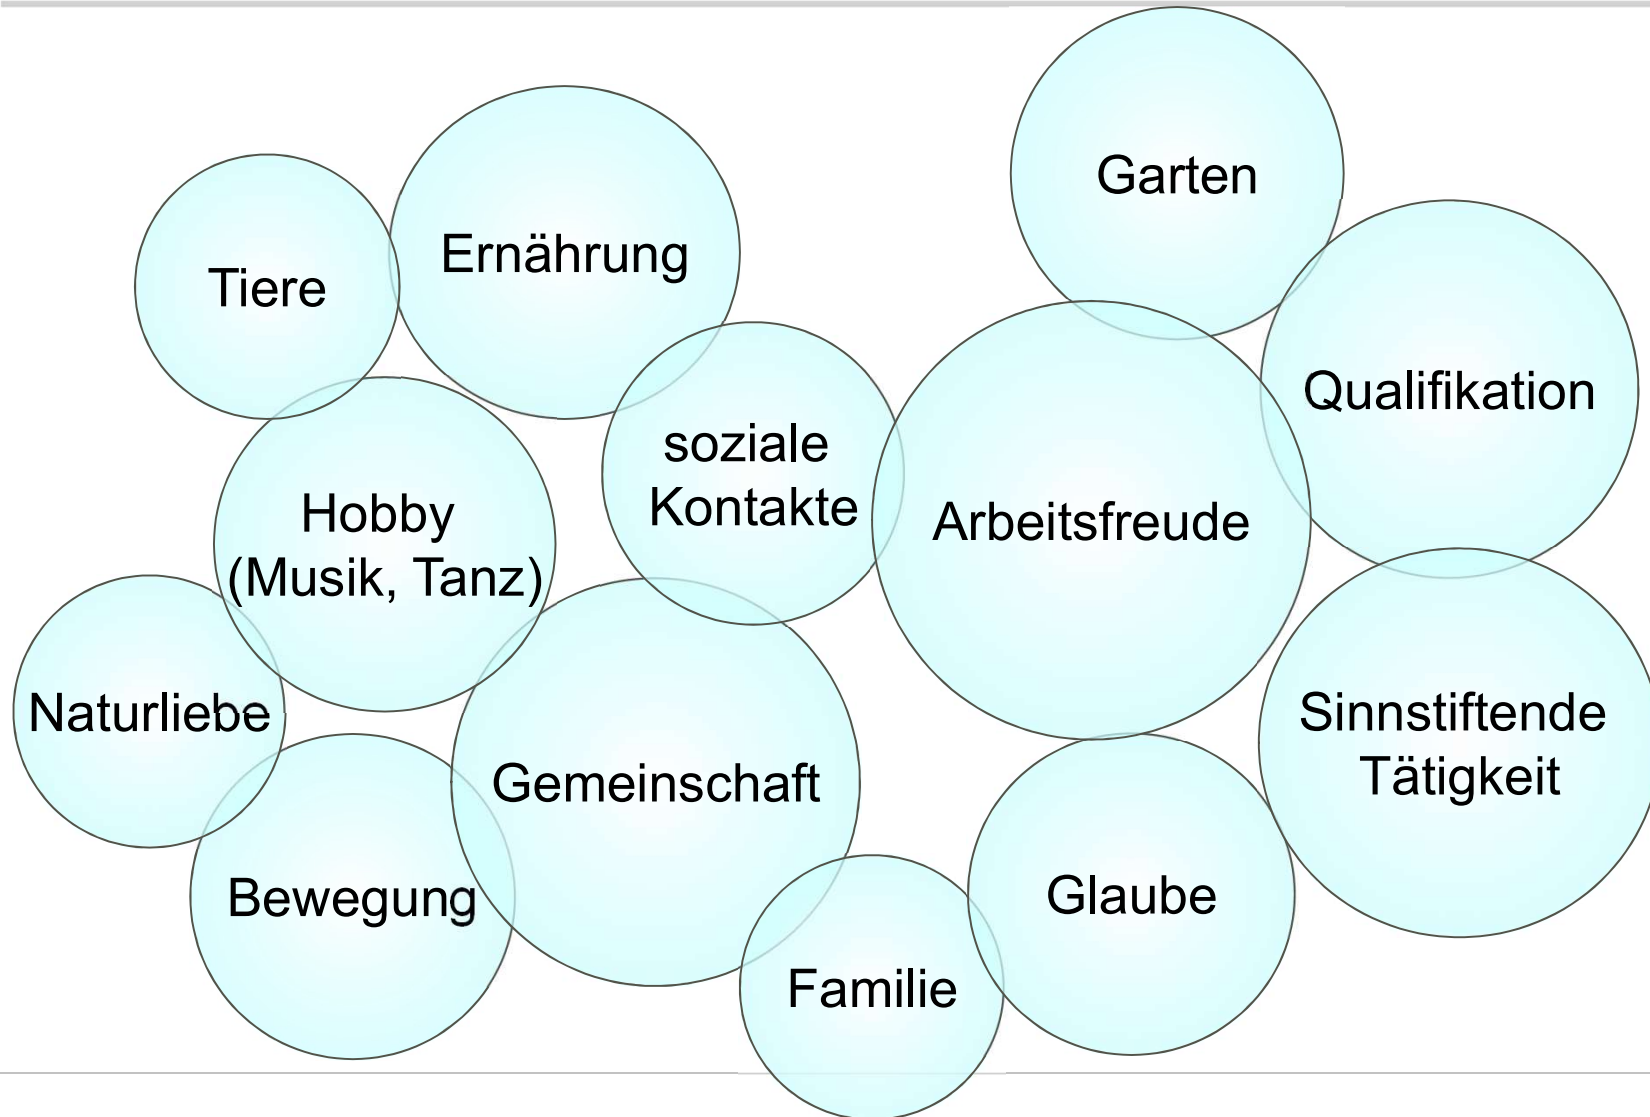 Garten
Ernährung
Tiere
Qualifikation
soziale
Kontakte
Arbeitsfreude
Hobby
(Musik, Tanz)
Naturliebe
Sinnstiftende
Tätigkeit
Gemeinschaft
Bewegung
Glaube
Familie